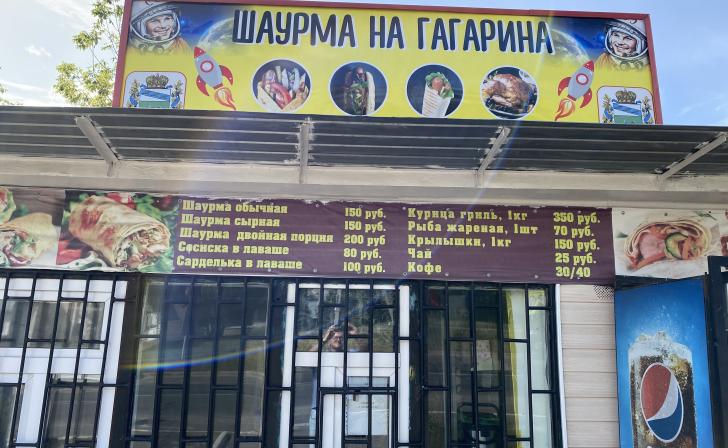 ШАУРМА НА ГАГАРИНА
Шаурма обычная 150 руб.
Шаурма сырная 150 руб.
Шаурма двойная порция 200 руб
Сосиска в лаваше 80 руб.
Сарделька в лаваше 100 руб.
Курица гриль, 1кг 350 руб.
Рыба жареная, 1шт 70 руб.
Крылышки, 1кг 150 руб.
Чай 25 руб.
Кофе 30/40